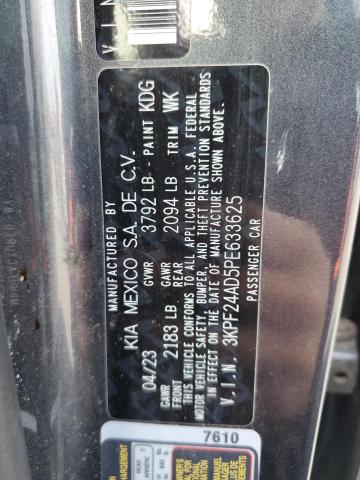 V I N
MANUFACTURED BY
KIA MEXICO S.A. DE C.V.
04/23 GVWR 3792 LB - PAINT KDG
GAWR 2183 LB. GAWR REAR 2094 LB TRIM WK
THIS VEHICLE CONFORMS TO ALL APPLICABLE U.S.A. FEDERAL
MOTOR VEHICLE SAFETY, BUMPER, AND THEFT PREVENTION STANDARDS
IN EFFECT ON THE DATE OF MANUFACTURE SHOWN ABOVE.
V.I.N. 3KPF24AD5PE633625
PASSENGER CAR
7610